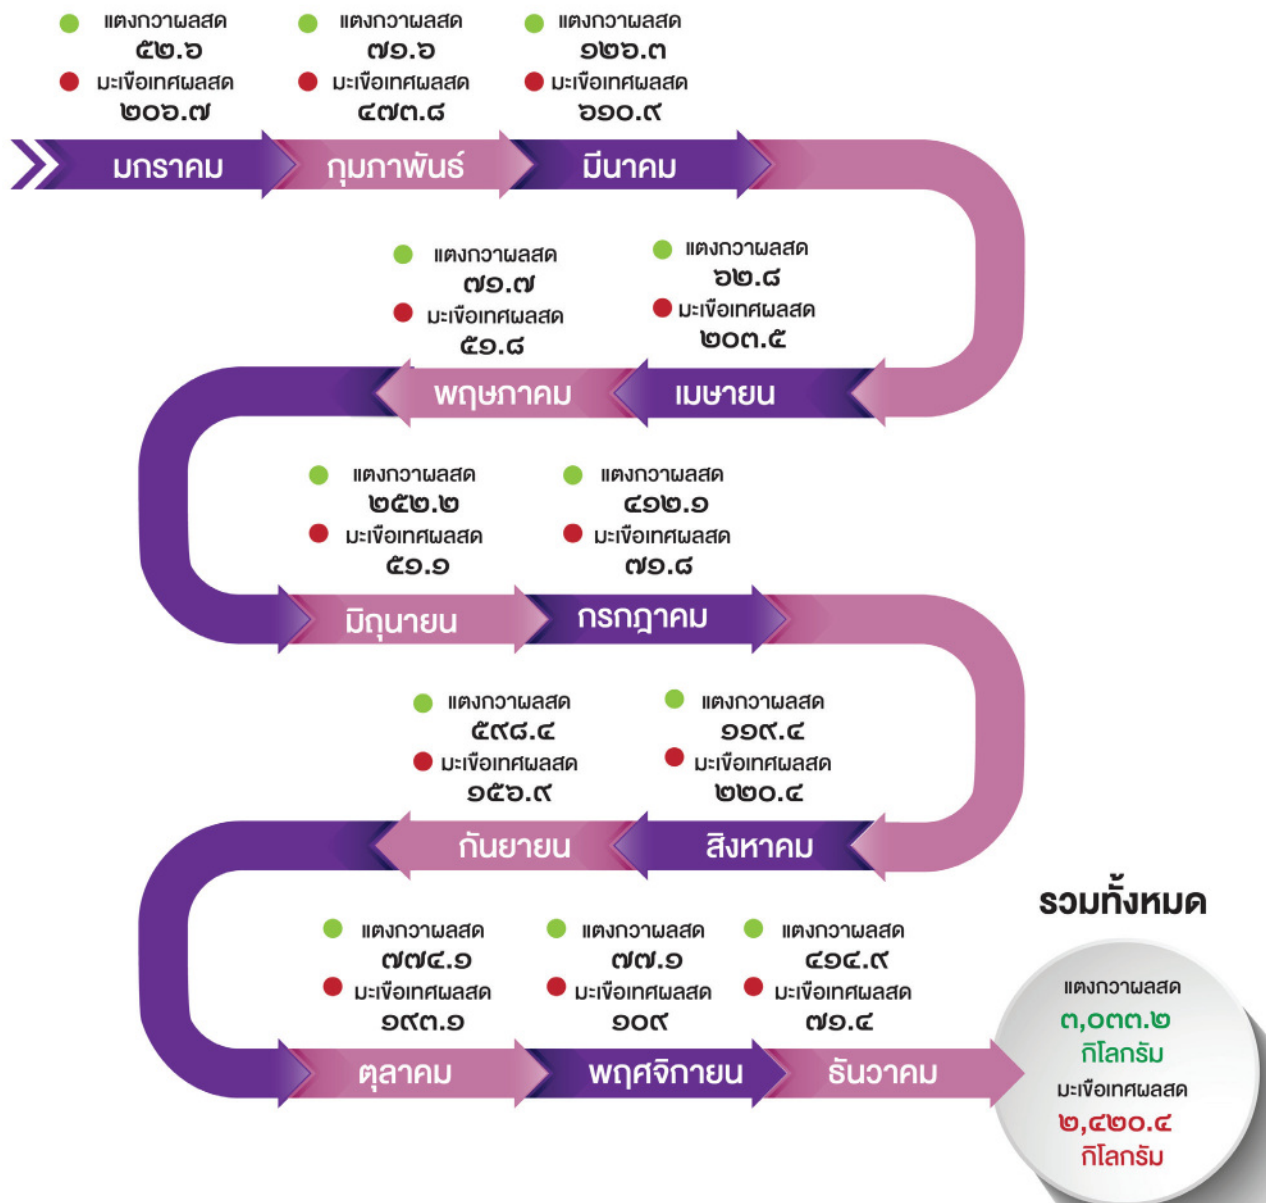 แตงกวาผลสด
๕๒.๖
มะเขือเทศผลสด
๒๐๖.๗
มกราคม
แตงกวาผลสด
๗๑.๖
มะเขือเทศผลสด
๔๗๓.๘
กุมภาพันธ์
แตงกวาผลสด
๑๒๖.๓
มะเขือเทศผลสด
๖๑๐.๙
มีนาคม
แตงกวาผลสด
๖๒.๘
มะเขือเทศผลสด
๒๐๓.๕
เมษายน
แตงกวาผลสด
๗๑.๗
มะเขือเทศผลสด
๕๑.๘
พฤษภาคม
แตงกวาผลสด
๒๕๒.๒
มะเขือเทศผลสด
๕๑.๑
มิถุนายน
แตงกวาผลสด
๔๑๒.๑
มะเขือเทศผลสด
๗๑.๘
กรกฎาคม
แตงกวาผลสด
๑๑๙.๔
มะเขือเทศผลสด
๒๒๐.๔
สิงหาคม
แตงกวาผลสด
๕๙๘.๔
มะเขือเทศผลสด
๑๕๖.๙
กันยายน
แตงกวาผลสด
๗๗๔.๑
มะเขือเทศผลสด
๑๙๓.๑
ตุลาคม
แตงกวาผลสด
๗๗.๑
มะเขือเทศผลสด
๑๐๙
พฤศจิกายน
แตงกวาผลสด
๔๑๔.๙
มะเขือเทศผลสด
๗๑.๔
ธันวาคม
รวมทั้งหมด
แตงกวาผลสด
๓,๐๓๓.๒
กิโลกรัม
มะเขือเทศผลสด
๒,๔๒๐.๔
กิโลกรัม